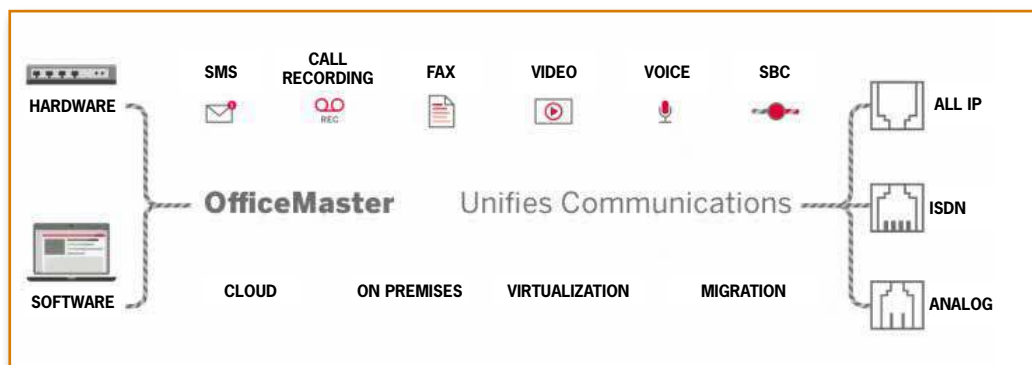 SMS
CALL
RECORDING
FAX
VIDEO
VOICE
SBC
HARDWARE
REC
ALL IP
OfficeMaster
Unifies Communications
ISDN
SOFTWARE
CLOUD
ON PREMISES
VIRTUALIZATION
MIGRATION
ANALOG